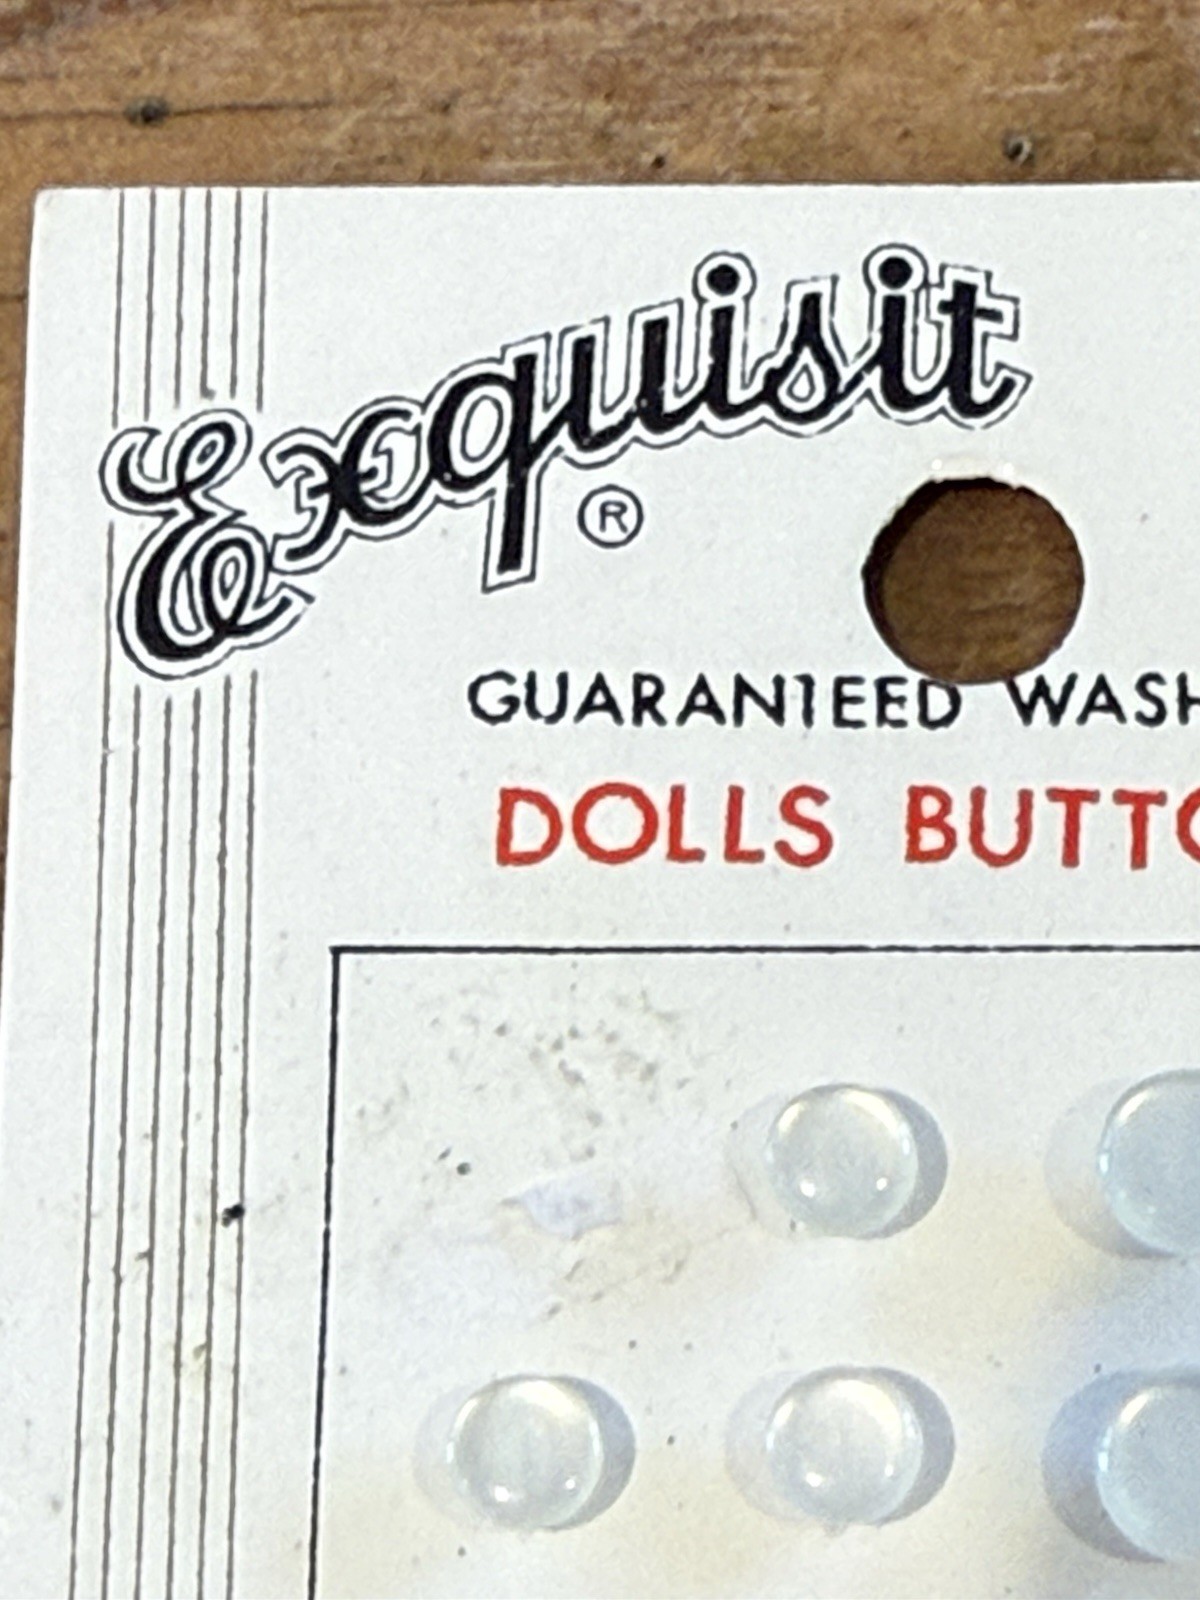 Exquisit
®
GUARANTEED WASH
DOLLS BUTTO